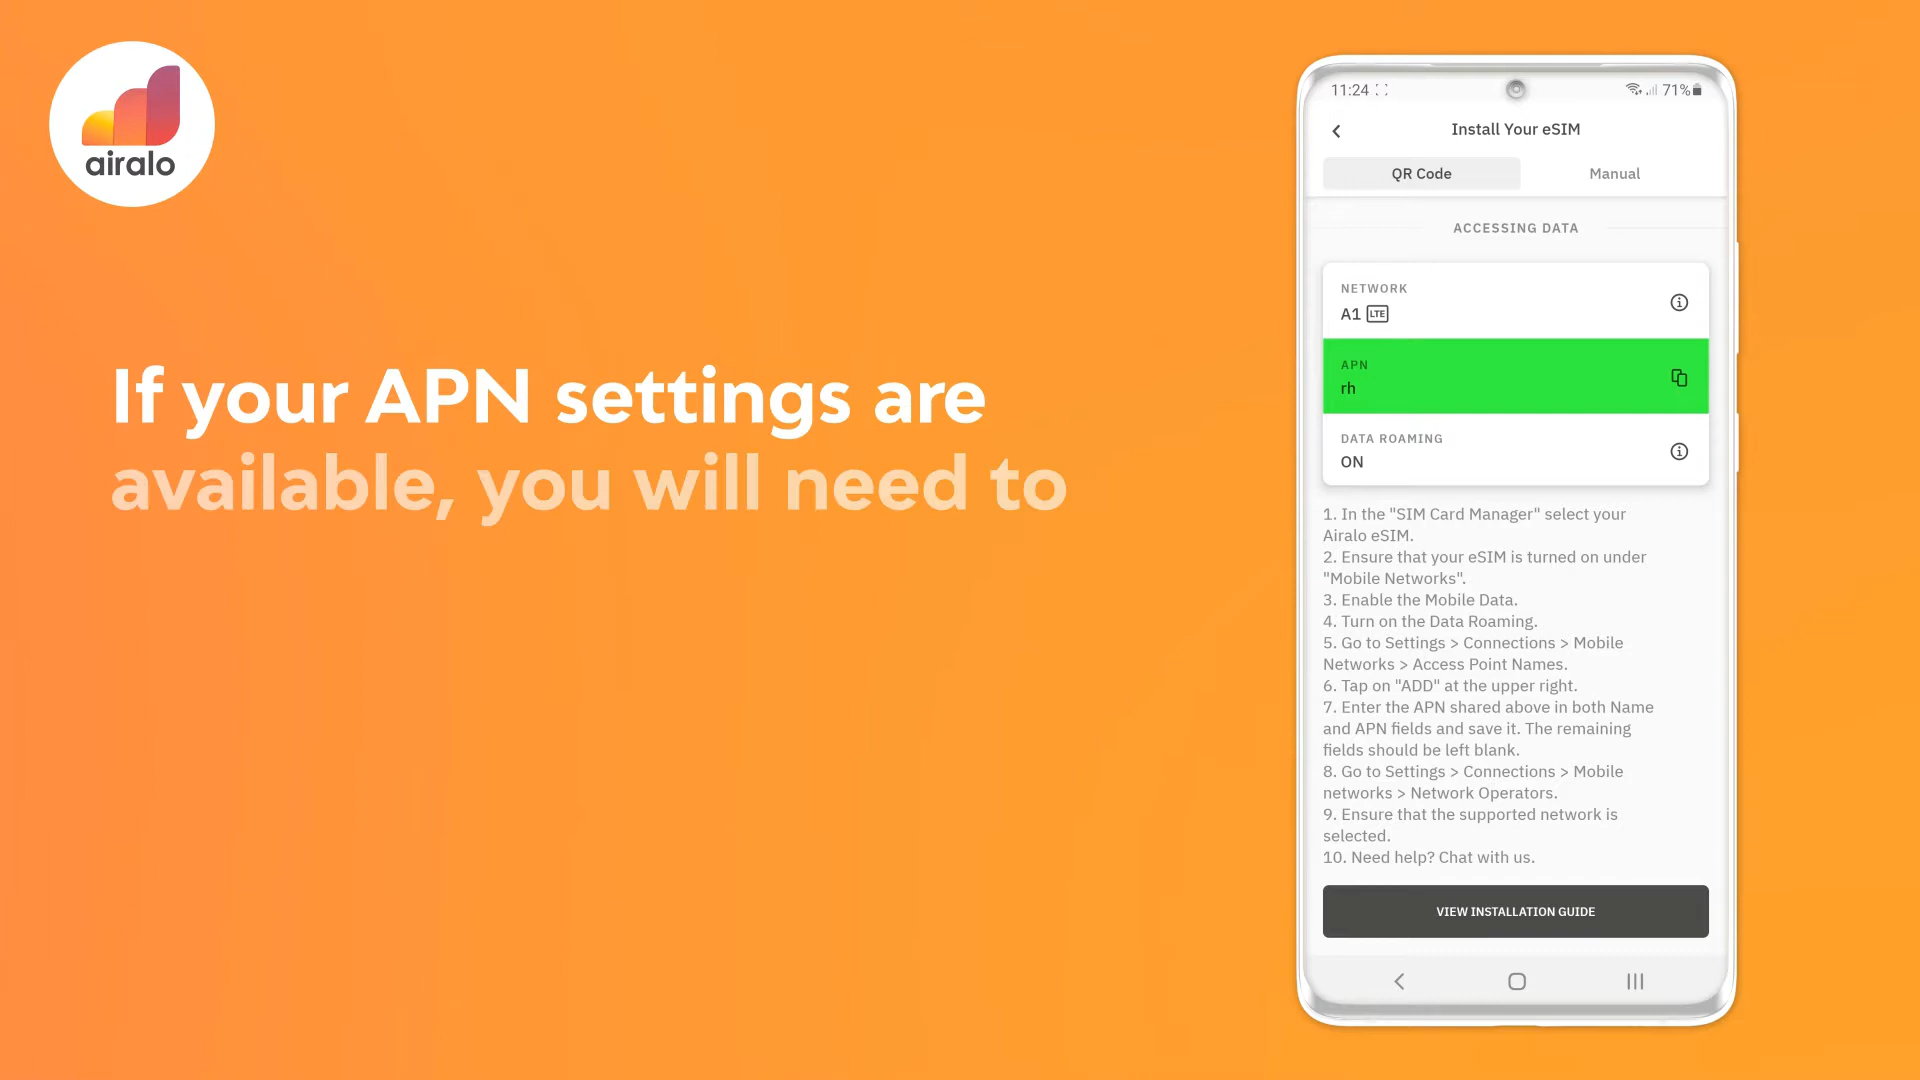 airalo
If your APN settings are
available, you will need to
11:24
71%
Install Your eSIM
QR Code
Manual
ACCESSING DATA
NETWORK
A1 LTE
APN
rh
DATA ROAMING
ON
1. In the "SIM Card Manager" select your
Airalo eSIM.
2. Ensure that your eSIM is turned on under
"Mobile Networks".
3. Enable the Mobile Data.
4. Turn on the Data Roaming.
5. Go to Settings > Connections > Mobile
Networks > Access Point Names.
6. Tap on "ADD" at the upper right.
7. Enter the APN shared above in both Name
and APN fields and save it. The remaining
fields should be left blank.
8. Go to Settings > Connections > Mobile
networks > Network Operators.
9. Ensure that the supported network is
selected.
10. Need help? Chat with us.
VIEW INSTALLATION GUIDE